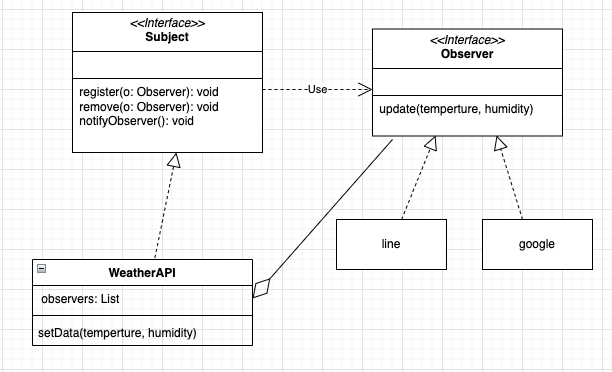 <<Interface>>
Subject
register(o: Observer): void
remove(o: Observer): void
notifyObserver(): void
Use
<<Interface>>
Observer
update(temperture, humidity)
line
google
WeatherAPI
observers: List
setData(temperture, humidity)